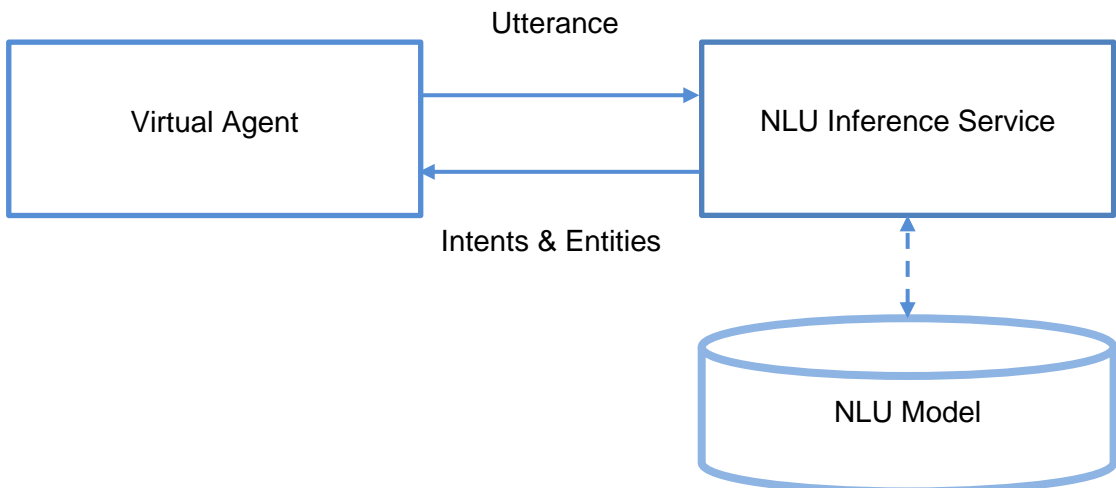 Utterance
Virtual Agent
NLU Inference Service
Intents & Entities
NLU Model